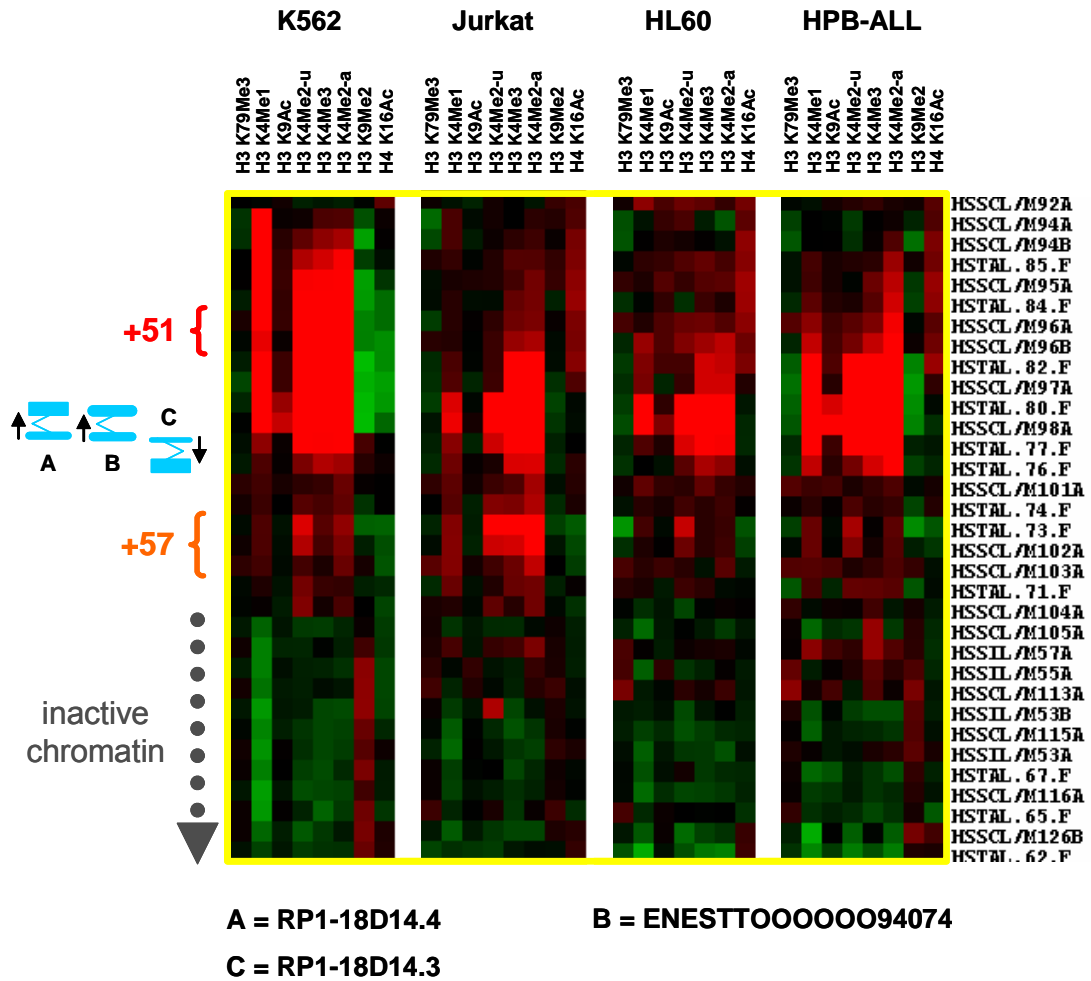 K562 Jurkat HL60 HPB-ALL
H3 K79Me3
H3 K4Me1
H3 K9Ac
H3 K4Me2-u
H3 K4Me3
H3 K4Me2-a
H3 K9Me2
H4 K16Ac
H3 K79Me3
H3 K4Me1
H3 K9Ac
H3 K4Me2-u
H3 K4Me3
H3 K4Me2-a
H3 K9Me2
H4 K16Ac
H3 K79Me3
H3 K4Me1
H3 K9Ac
H3 K4Me2-u
H3 K4Me3
H3 K4Me2-a
H4 K16Ac
H3 K79Me3
H3 K4Me1
H3 K9Ac
H3 K4Me2-u
H3 K4Me3
H3 K4Me2-a
H3 K9Me2
H4 K16Ac
HSSCL/M92A
HSSCL/M94A
HSSCL/M94B
HSTAL.85.F
HSSCL/M95A
HSTAL.84.F
HSSCL/M96A
HSSCL/M96B
HSTAL.82.F
HSSCL/M97A
HSTAL.80.F
HSSCL/M98A
HSTAL.77.F
HSTAL.76.F
HSSCL/M101A
HSTAL.74.F
HSTAL.73.F
HSSCL/M102A
HSSCL/M103A
HSTAL.71.F
HSSCL/M104A
HSSCL/M105A
HSSIL/M57A
HSSIL/M55A
HSSCL/M113A
HSSIL/M53B
HSSCL/M115A
HSSIL/M53A
HSTAL.67.F
HSSCL/M116A
HSTAL.65.F
HSSCL/M126B
HSTAL.62.F
+51
A B C
+57
inactive
chromatin
A = RP1-18D14.4 B = ENESTTOOOOOO94074
C = RP1-18D14.3